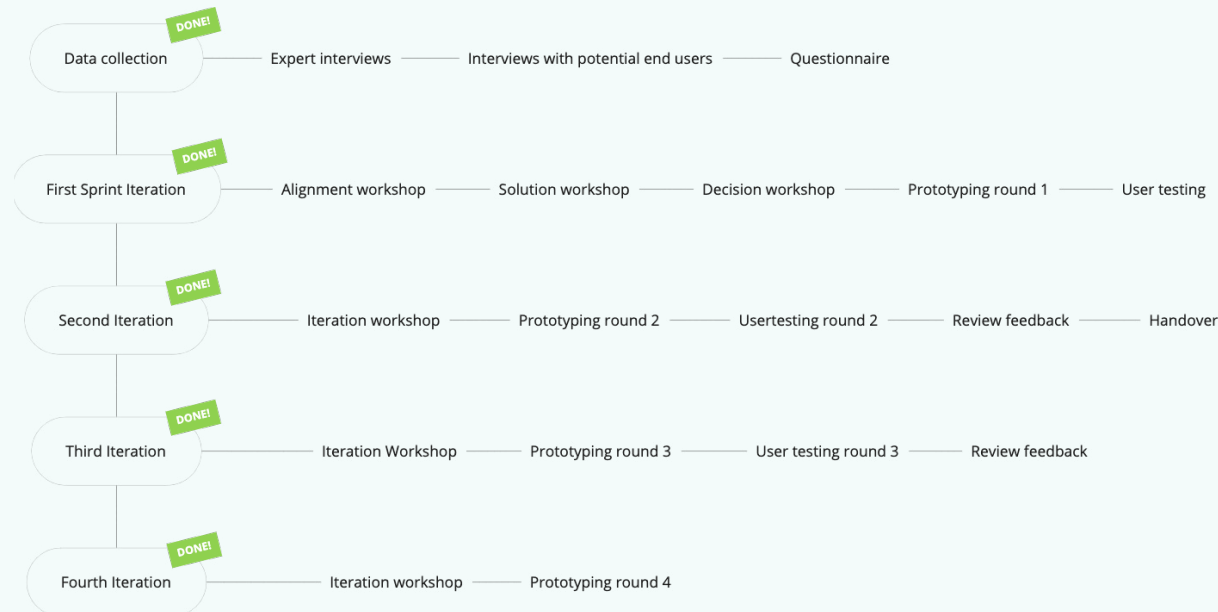 DONE!
Data collection Expert interviews Interviews with potential end users Questionnaire
DONE!
First Sprint Iteration Alignment workshop Solution workshop Decision workshop Prototyping round 1 User testing
DONE!
Second Iteration Iteration workshop Prototyping round 2 Usertesting round 2 Review feedback Handover
DONE!
Third Iteration Iteration Workshop Prototyping round 3 User testing round 3 Review feedback
DONE!
Fourth Iteration Iteration workshop Prototyping round 4